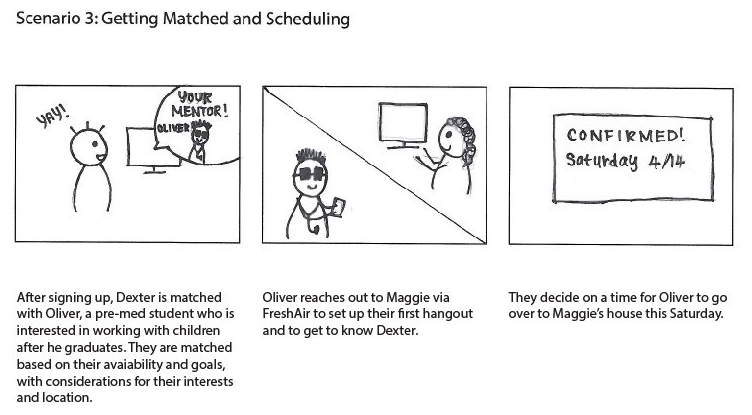 Scenario 3: Getting Matched and Scheduling
YAY!
YOUR
MENTOR!
OLIVER
CONFIRMED!
Saturday 4/14
After signing up, Dexter is matched
with Oliver, a pre-med student who is
interested in working with children
after he graduates. They are matched
based on their avaiability and goals,
with considerations for their interests
and location.
Oliver reaches out to Maggie via
FreshAir to set up their first hangout
and to get to know Dexter.
They decide on a time for Oliver to go
over to Maggie's house this Saturday.